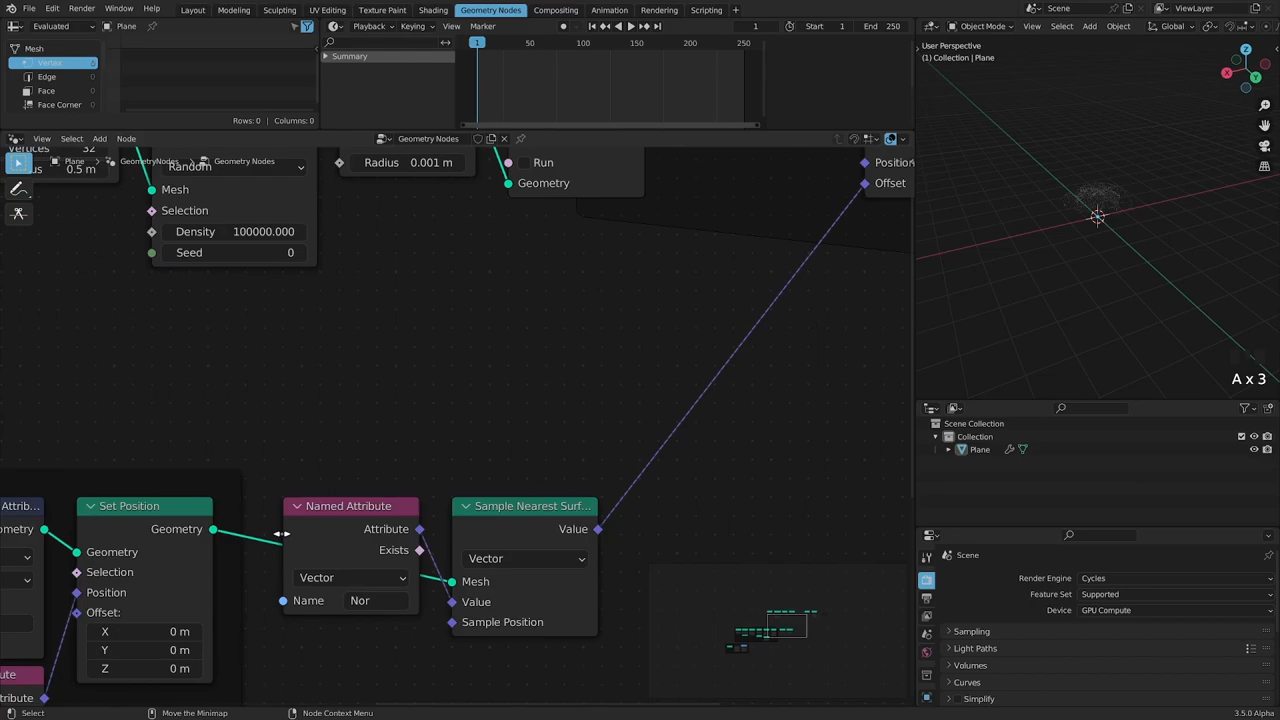 File Edit Render Window Help Layout Modeling Sculpting UV Editing Texture Paint Shading Geometry Nodes Animation Rendering Compositing Scripting Scene ViewLayer
Evaluated Plane Playback Keying View Marker 1 Start 1 End 250 Object Mode View Select Add Object Global
1 50 100 150 200 250
Mesh
Summary
Vertex 0
Edge 0
Face 0
Face Corner 0
Rows: 0 Columns: 0
User Perspective
(1) Collection | Plane
Z
X
Y
View Select Add Node Geometry Nodes
Vertices 32
Plane GeometryNodes Geometry Nodes
0.5 m
Random
Radius 0.001 m
Run
Position
Mesh
Geometry
Offset
Selection
Density 100000.000
Seed 0
A x 3
Scene Collection
Collection
Plane
Attrib...
Set Position
Named Attribute
Sample Nearest Surf...
Geometry
Attribute
Value
Geometry
Exists
Vector
Selection
Vector
Mesh
Position
Name Nor
Value
Offset:
Sample Position
X 0 m
Y 0 m
Z 0 m
Scene
Render Engine Cycles
Feature Set Supported
Device GPU Compute
Sampling
Light Paths
Volumes
Curves
Simplify
Select Move the Minimap Node Context Menu 3.5.0 Alpha